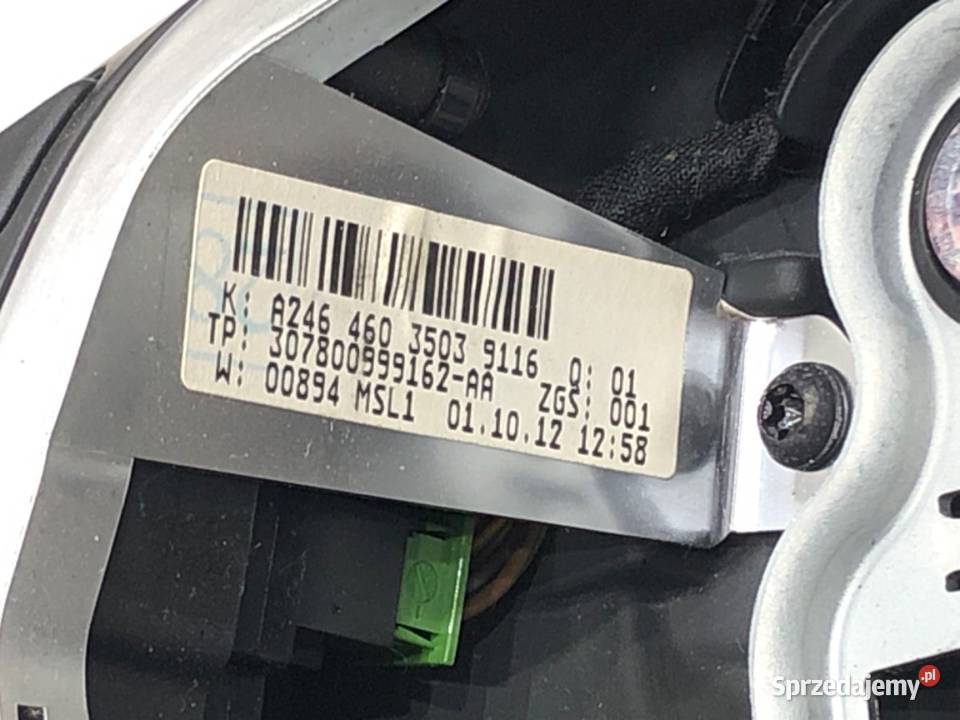 K: A246 460 3503 9116 Q: 01
TP: 307800999162-AA ZGS: 001
W: 00894 MSL1 01.10.12 12:58
Sprzedajemy.pl